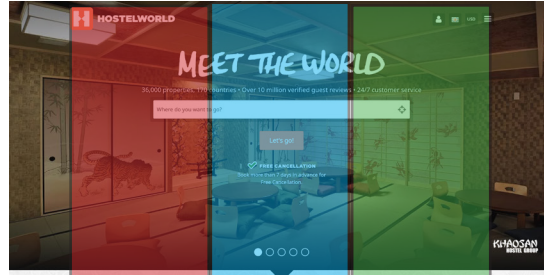 HOSTELWORLD
USD
MEET THE WORLD
36,000 properties, 170 countries • Over 10 million verified guest reviews • 24/7 customer service
Where do you want to go?
Let's go!
FREE CANCELLATION
Book more than 7 days in advance for
Free Cancellation.
KHAOSAN
HOSTEL GROUP